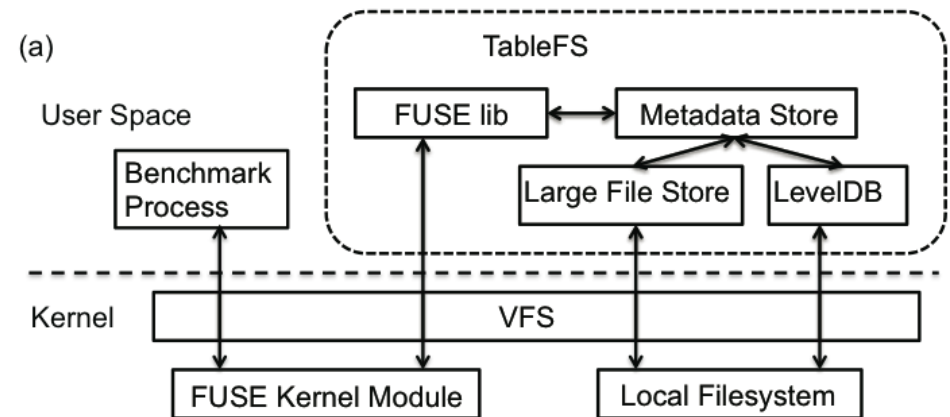 (a)
TableFS
User Space
FUSE lib
Metadata Store
Benchmark
Process
Large File Store
LevelDB
Kernel
VFS
FUSE Kernel Module
Local Filesystem